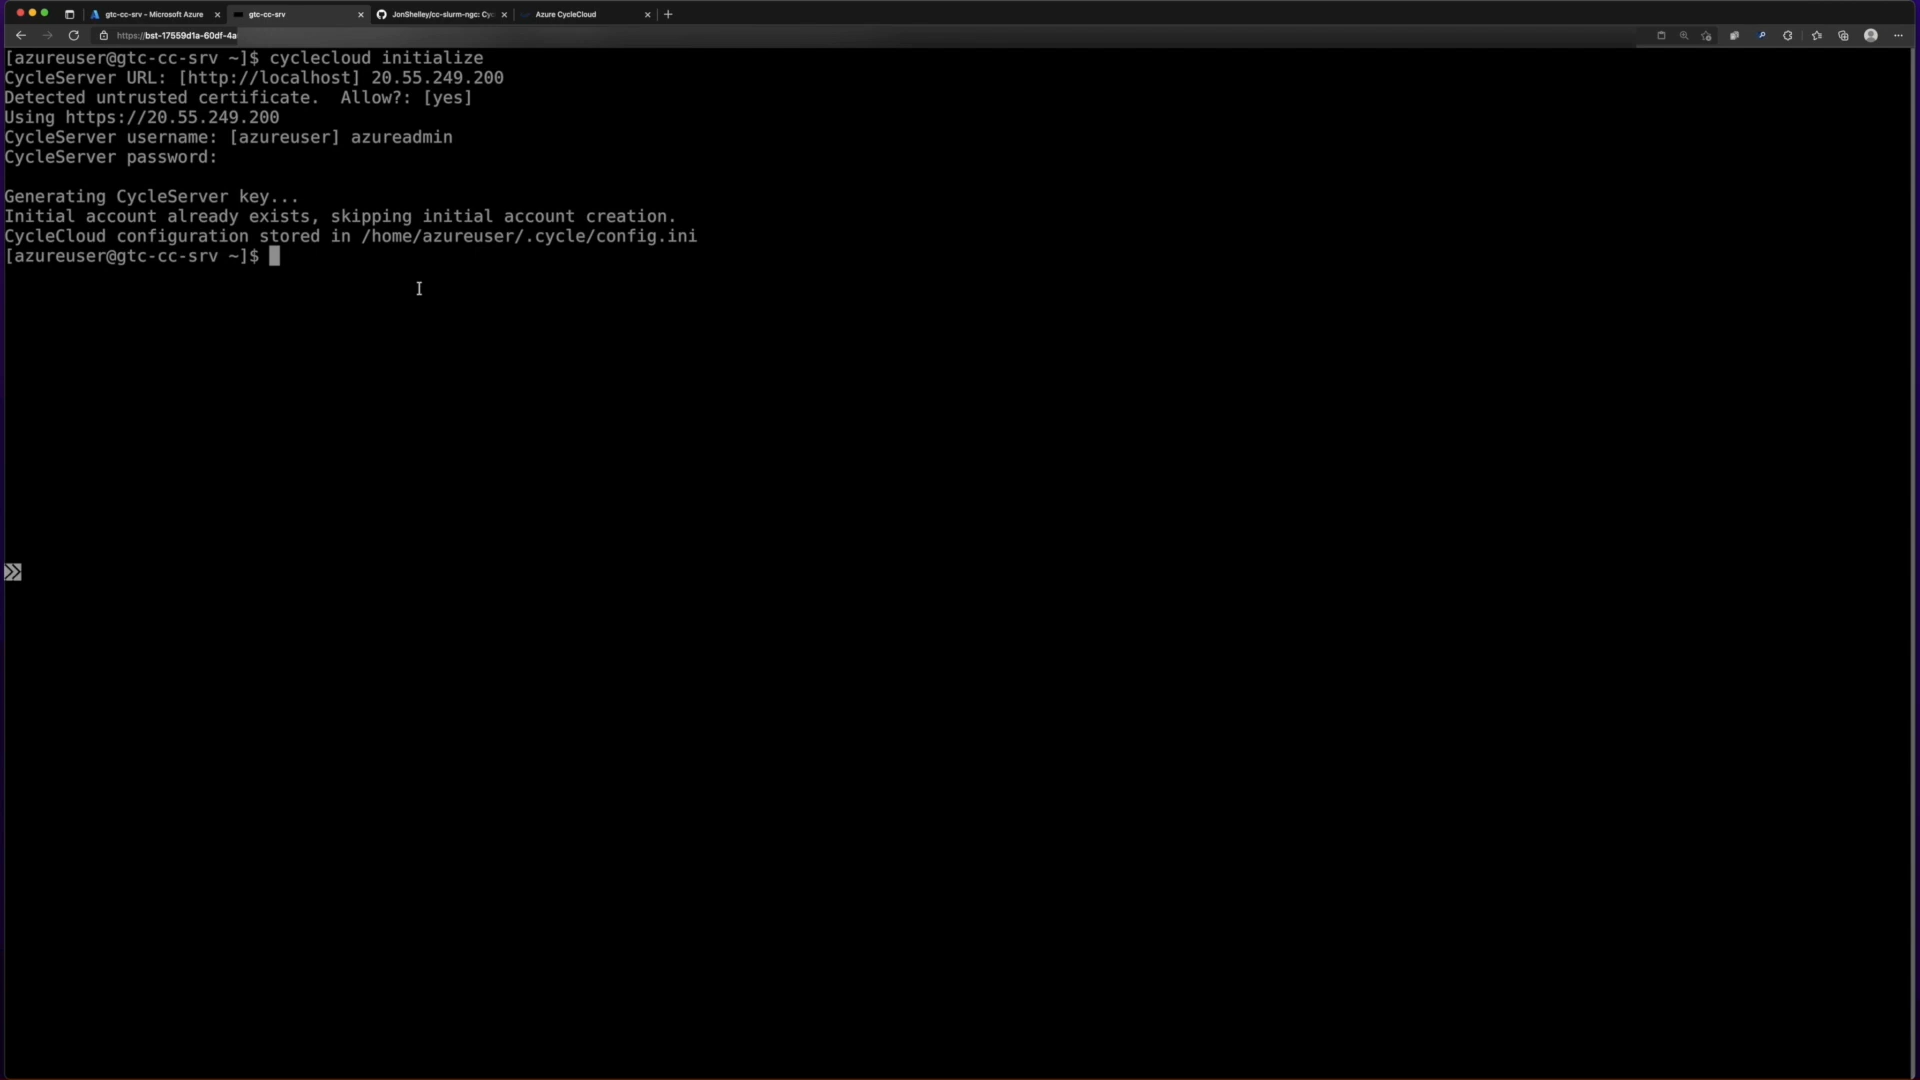 gtc-cc-srv - Microsoft Azure
gtc-cc-srv
JonShelley/cc-slurm-ngc: Cyc
Azure CycleCloud
https://bst-17559d1a-60df-4a
[azureuser@gtc-cc-srv ~]$ cyclecloud initialize
CycleServer URL: [http://localhost] 20.55.249.200
Detected untrusted certificate.  Allow?: [yes]
Using https://20.55.249.200
CycleServer username: [azureuser] azureadmin
CycleServer password:
Generating CycleServer key...
Initial account already exists, skipping initial account creation.
CycleCloud configuration stored in /home/azureuser/.cycle/config.ini
[azureuser@gtc-cc-srv ~]$